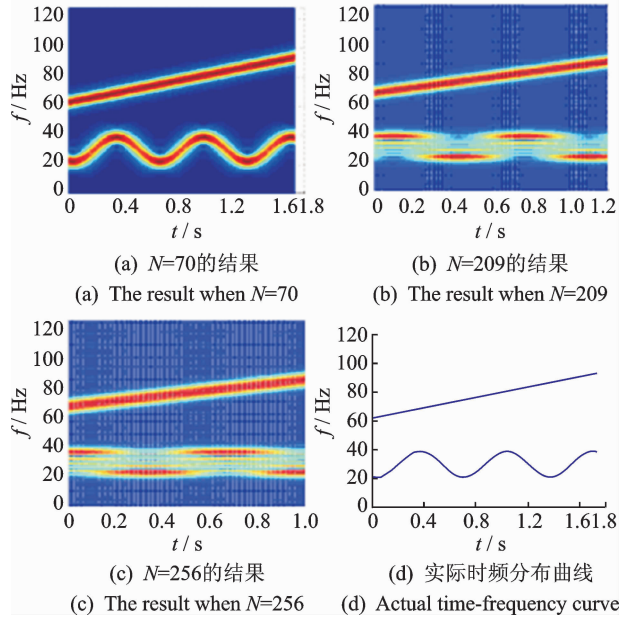 120
100
80
60
40
20
0
f / Hz
0 0.4 0.8 1.2 1.61.8
t / s
(a) N=70的结果
(a) The result when N=70
120
100
80
60
40
20
0
f / Hz
0 0.2 0.4 0.6 0.8 1.0 1.2
t / s
(b) N=209的结果
(b) The result when N=209
120
100
80
60
40
20
0
f / Hz
0 0.2 0.4 0.6 0.8 1.0
t / s
(c) N=256的结果
(c) The result when N=256
120
100
80
60
40
20
0
f / Hz
0 0.4 0.8 1.2 1.61.8
t / s
(d) 实际时频分布曲线
(d) Actual time-frequency curve